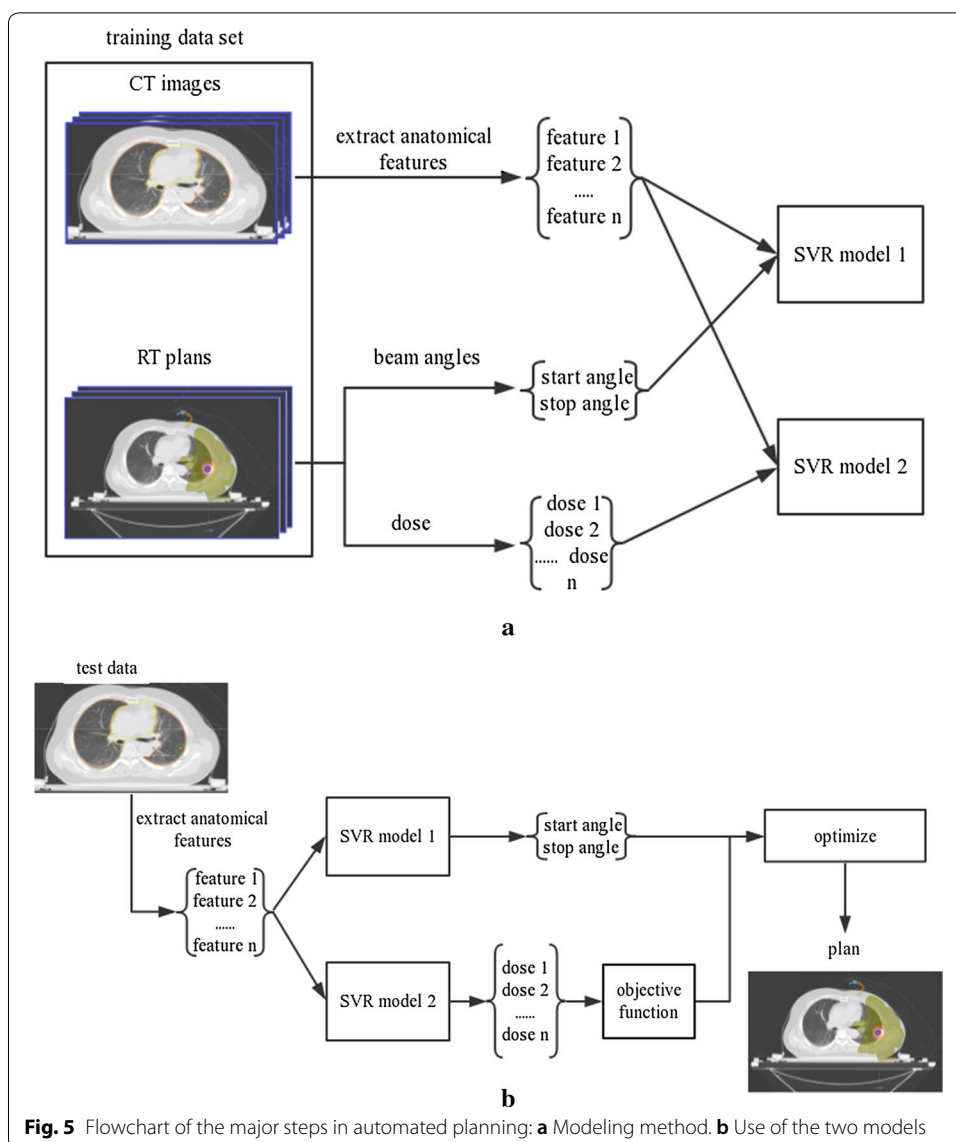 training data set
CT images
extract anatomical
features
feature 1
feature 2
.....
feature n
SVR model 1
RT plans
beam angles
start angle
stop angle
SVR model 2
dose
dose 1
dose 2
...... dose
n
a
test data
extract anatomical
features
feature 1
feature 2
......
feature n
SVR model 1
start angle
stop angle
optimize
SVR model 2
dose 1
dose 2
......
dose n
objective
function
plan
b
Fig. 5 Flowchart of the major steps in automated planning: a Modeling method. b Use of the two models